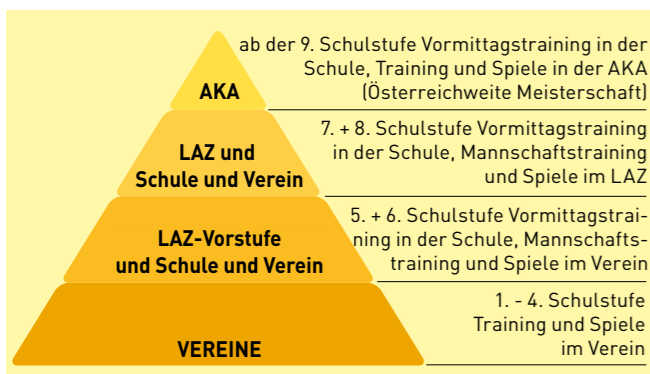 ab der 9. Schulstufe Vormittagstraining in der
Schule, Training und Spiele in der AKA
(Österreichweite Meisterschaft)
AKA
7. + 8. Schulstufe Vormittagstraining
in der Schule, Mannschaftstraining
und Spiele im LAZ
LAZ und
Schule und Verein
5. + 6. Schulstufe Vormittagstrai-
ning in der Schule, Mannschafts-
training und Spiele im Verein
LAZ-Vorstufe
und Schule und Verein
1. - 4. Schulstufe
Training und Spiele
im Verein
VEREINE